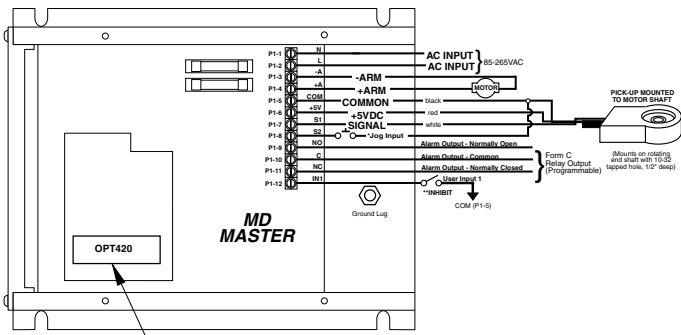 P1-1 N AC INPUT
P1-2 L AC INPUT
85-265VAC
P1-3 -A -ARM
P1-4 +A +ARM
MOTOR
P1-5 COM COMMON black
P1-6 +5V +5VDC red
P1-7 S1 SIGNAL white
P1-8 S2 *Jog Input
P1-9 NO Alarm Output - Normally Open
P1-10 C Alarm Output - Common
P1-11 NC Alarm Output - Normally Closed
P1-12 IN1 User Input 1
**INHIBIT
COM (P1-5)
Form C
Relay Output
(Programmable)
PICK-UP MOUNTED
TO MOTOR SHAFT
(Mounts on rotating
end shaft with 10-32
tapped hole, 1/2" deep)
Ground Lug
MD
MASTER
OPT420